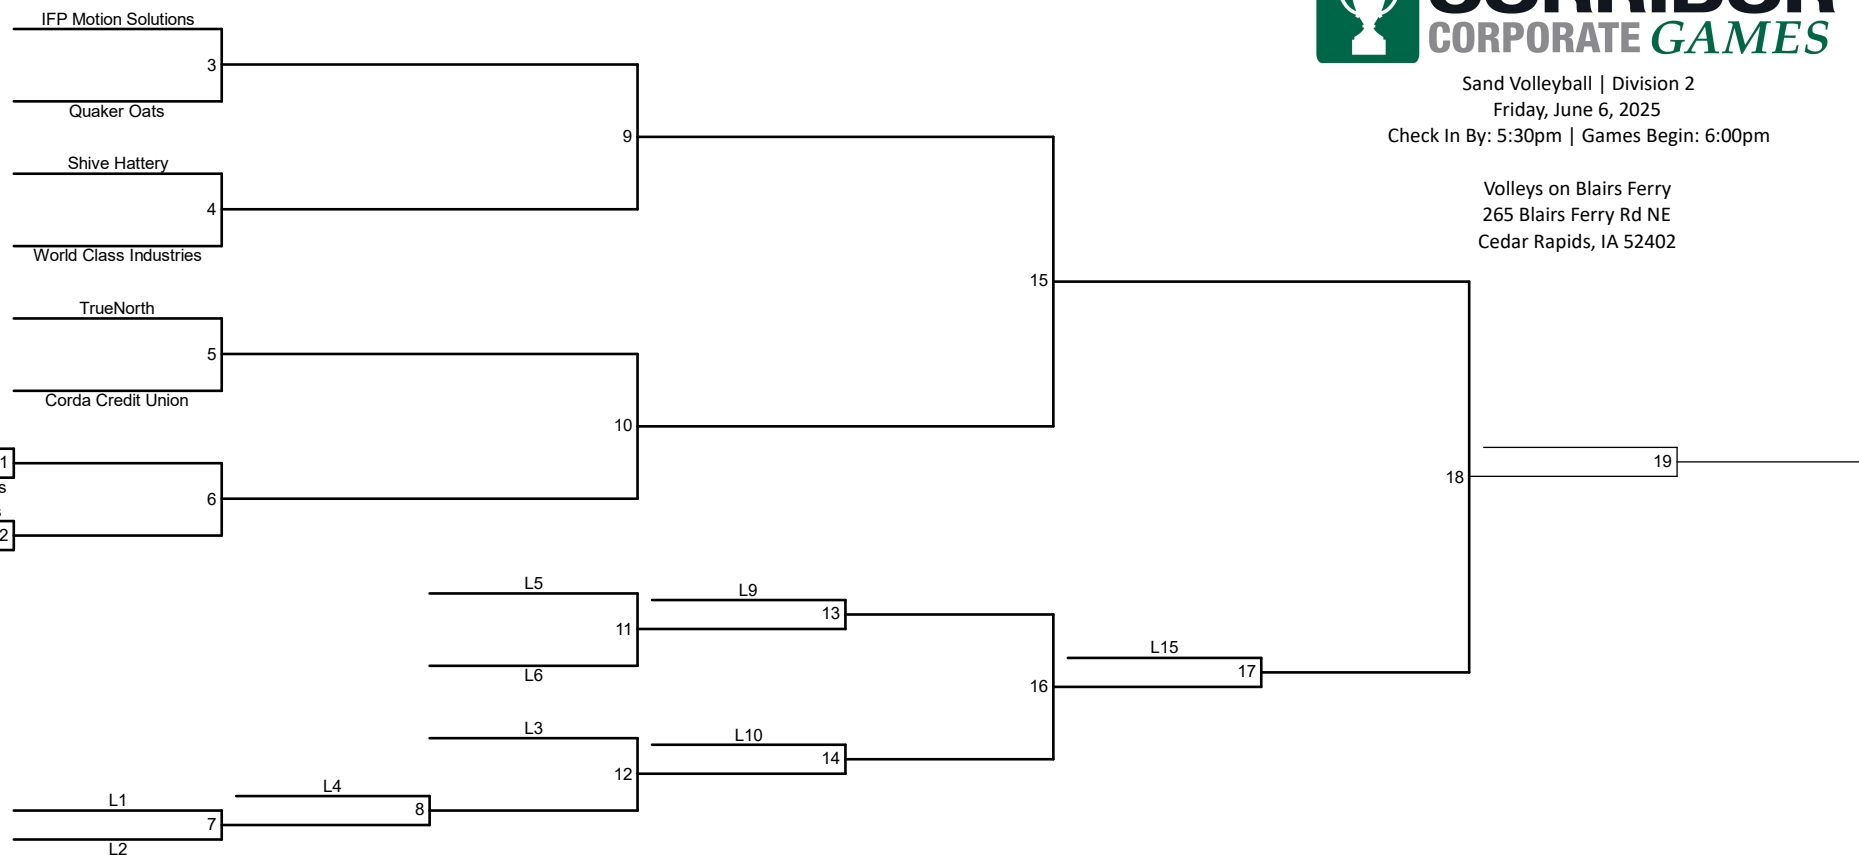 IFP Motion Solutions
3
Quaker Oats
Shive Hattery
4
World Class Industries
TrueNorth
5
Corda Credit Union
1
s
6
2
9
10
15
18
19
CORRIDOR
CORPORATE GAMES
Sand Volleyball | Division 2
Friday, June 6, 2025
Check In By: 5:30pm | Games Begin: 6:00pm
Volleys on Blairs Ferry
265 Blairs Ferry Rd NE
Cedar Rapids, IA 52402
L5
11
L6
L9
13
L3
12
L10
14
16
L15
17
L1
7
L2
L4
8